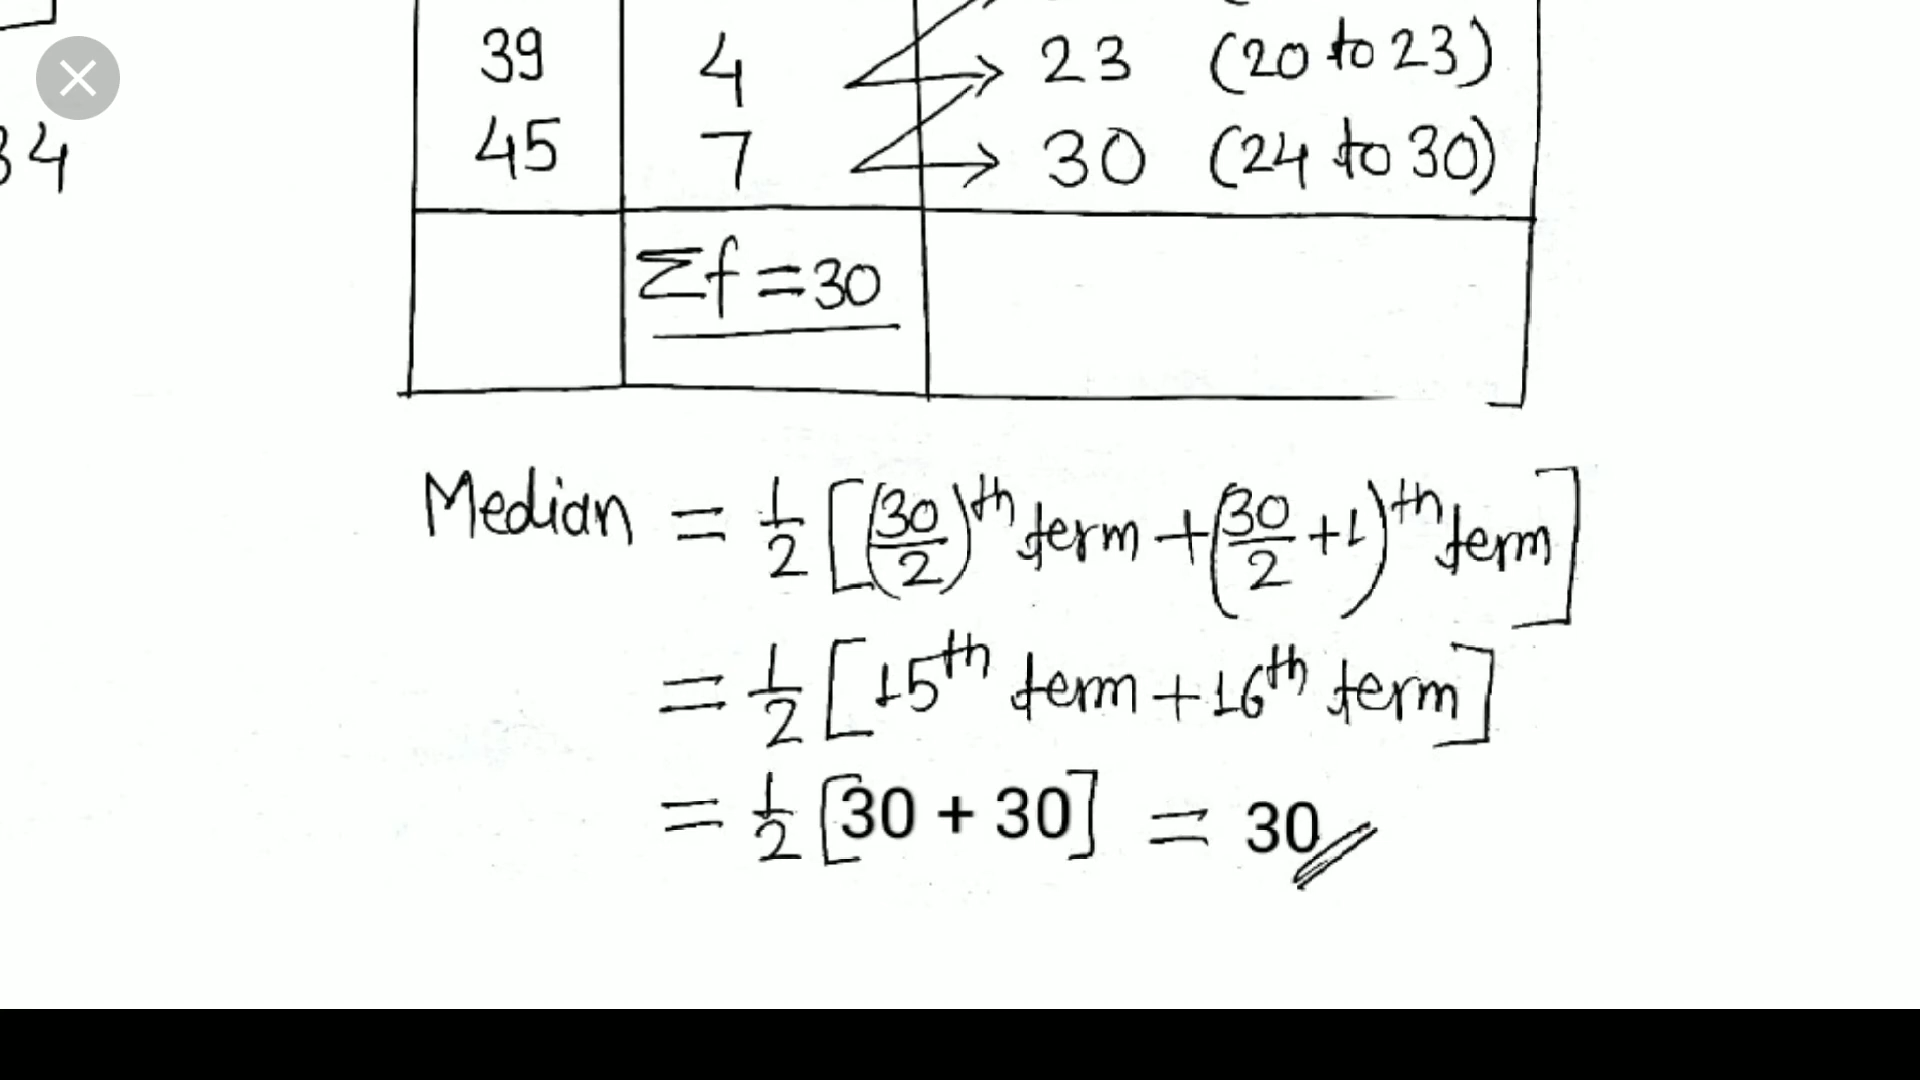 39 4 23 (20 to 23)
45 7 30 (24 to 30)
34
Σf = 30
Median = 1/2 [(30/2)th term + (30/2 + 1)th term]
= 1/2 [15th term + 16th term]
= 1/2 [30 + 30] = 30